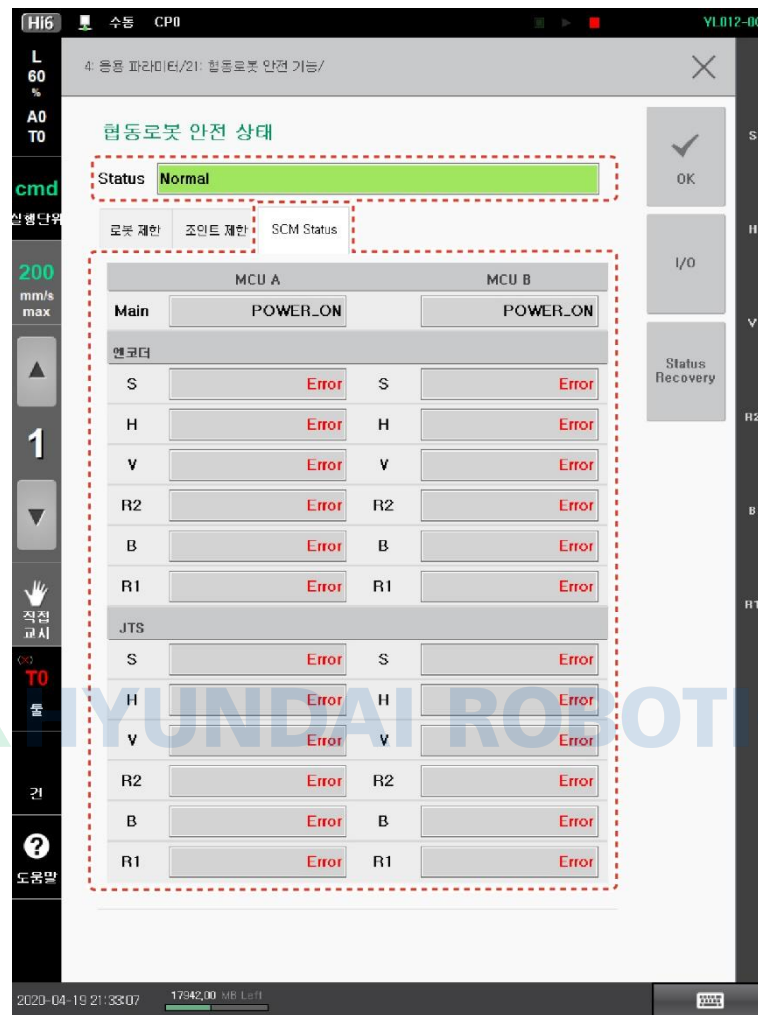 Hi6 수동 CP0 YL012-0
L
60
%
A0
T0
cmd
실행단위
200
mm/s
max
1
직접
교시
T0
툴
건
?
도움말
4: 응용 파라미터/21: 협동로봇 안전 기능/
협동로봇 안전 상태
Status Normal
로봇 제한 조인트 제한 SCM Status
MCU A MCU B
Main POWER_ON POWER_ON
엔코더
S Error S Error
H Error H Error
V Error V Error
R2 Error R2 Error
B Error B Error
R1 Error R1 Error
JTS
S Error S Error
H Error H Error
V Error V Error
R2 Error R2 Error
B Error B Error
R1 Error R1 Error
OK
I/O
Status
Recovery
S
H
V
R2
B
R1
HYUNDAI ROBOTI
2020-04-19 21:33:07 17942,00 MB Left